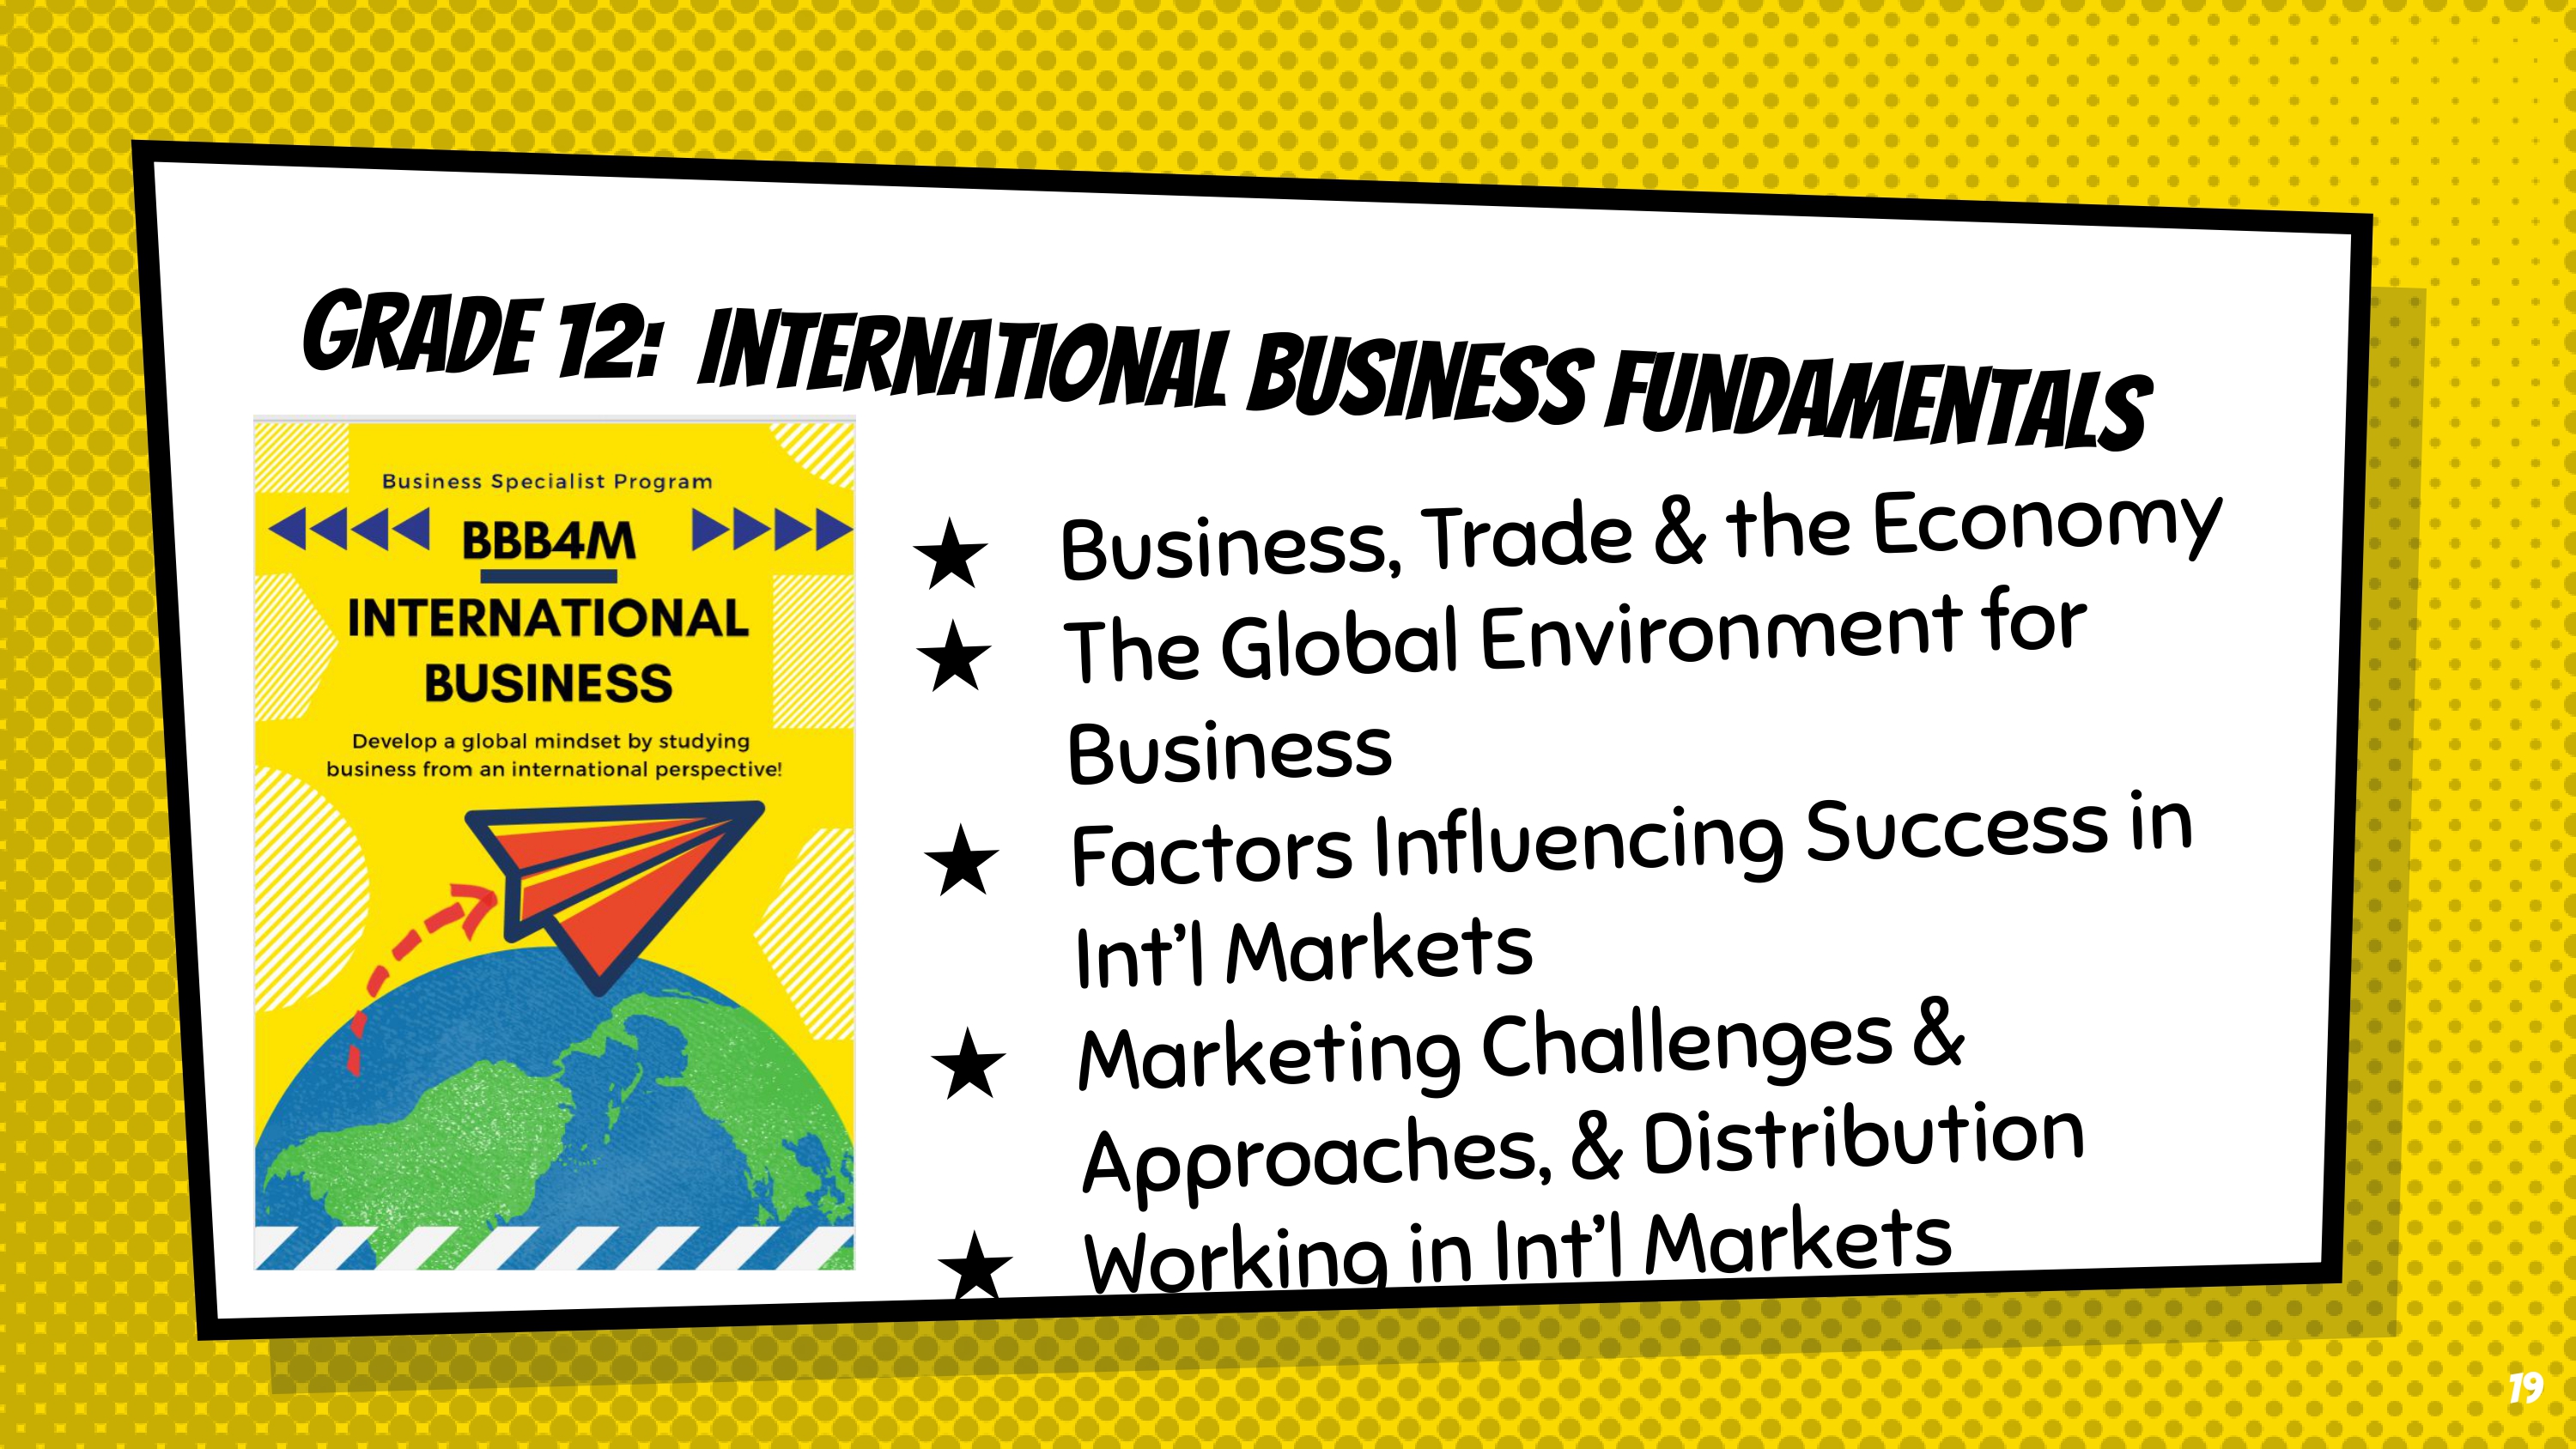 GRADE 12: INTERNATIONAL BUSINESS FUNDAMENTALS
Business Specialist Program
BBB4M
INTERNATIONAL
BUSINESS
Develop a global mindset by studying
business from an international perspective!
★ Business, Trade & the Economy
★ The Global Environment for
Business
★ Factors Influencing Success in
Int’l Markets
★ Marketing Challenges &
Approaches, & Distribution
★ Working in Int’l Markets
19